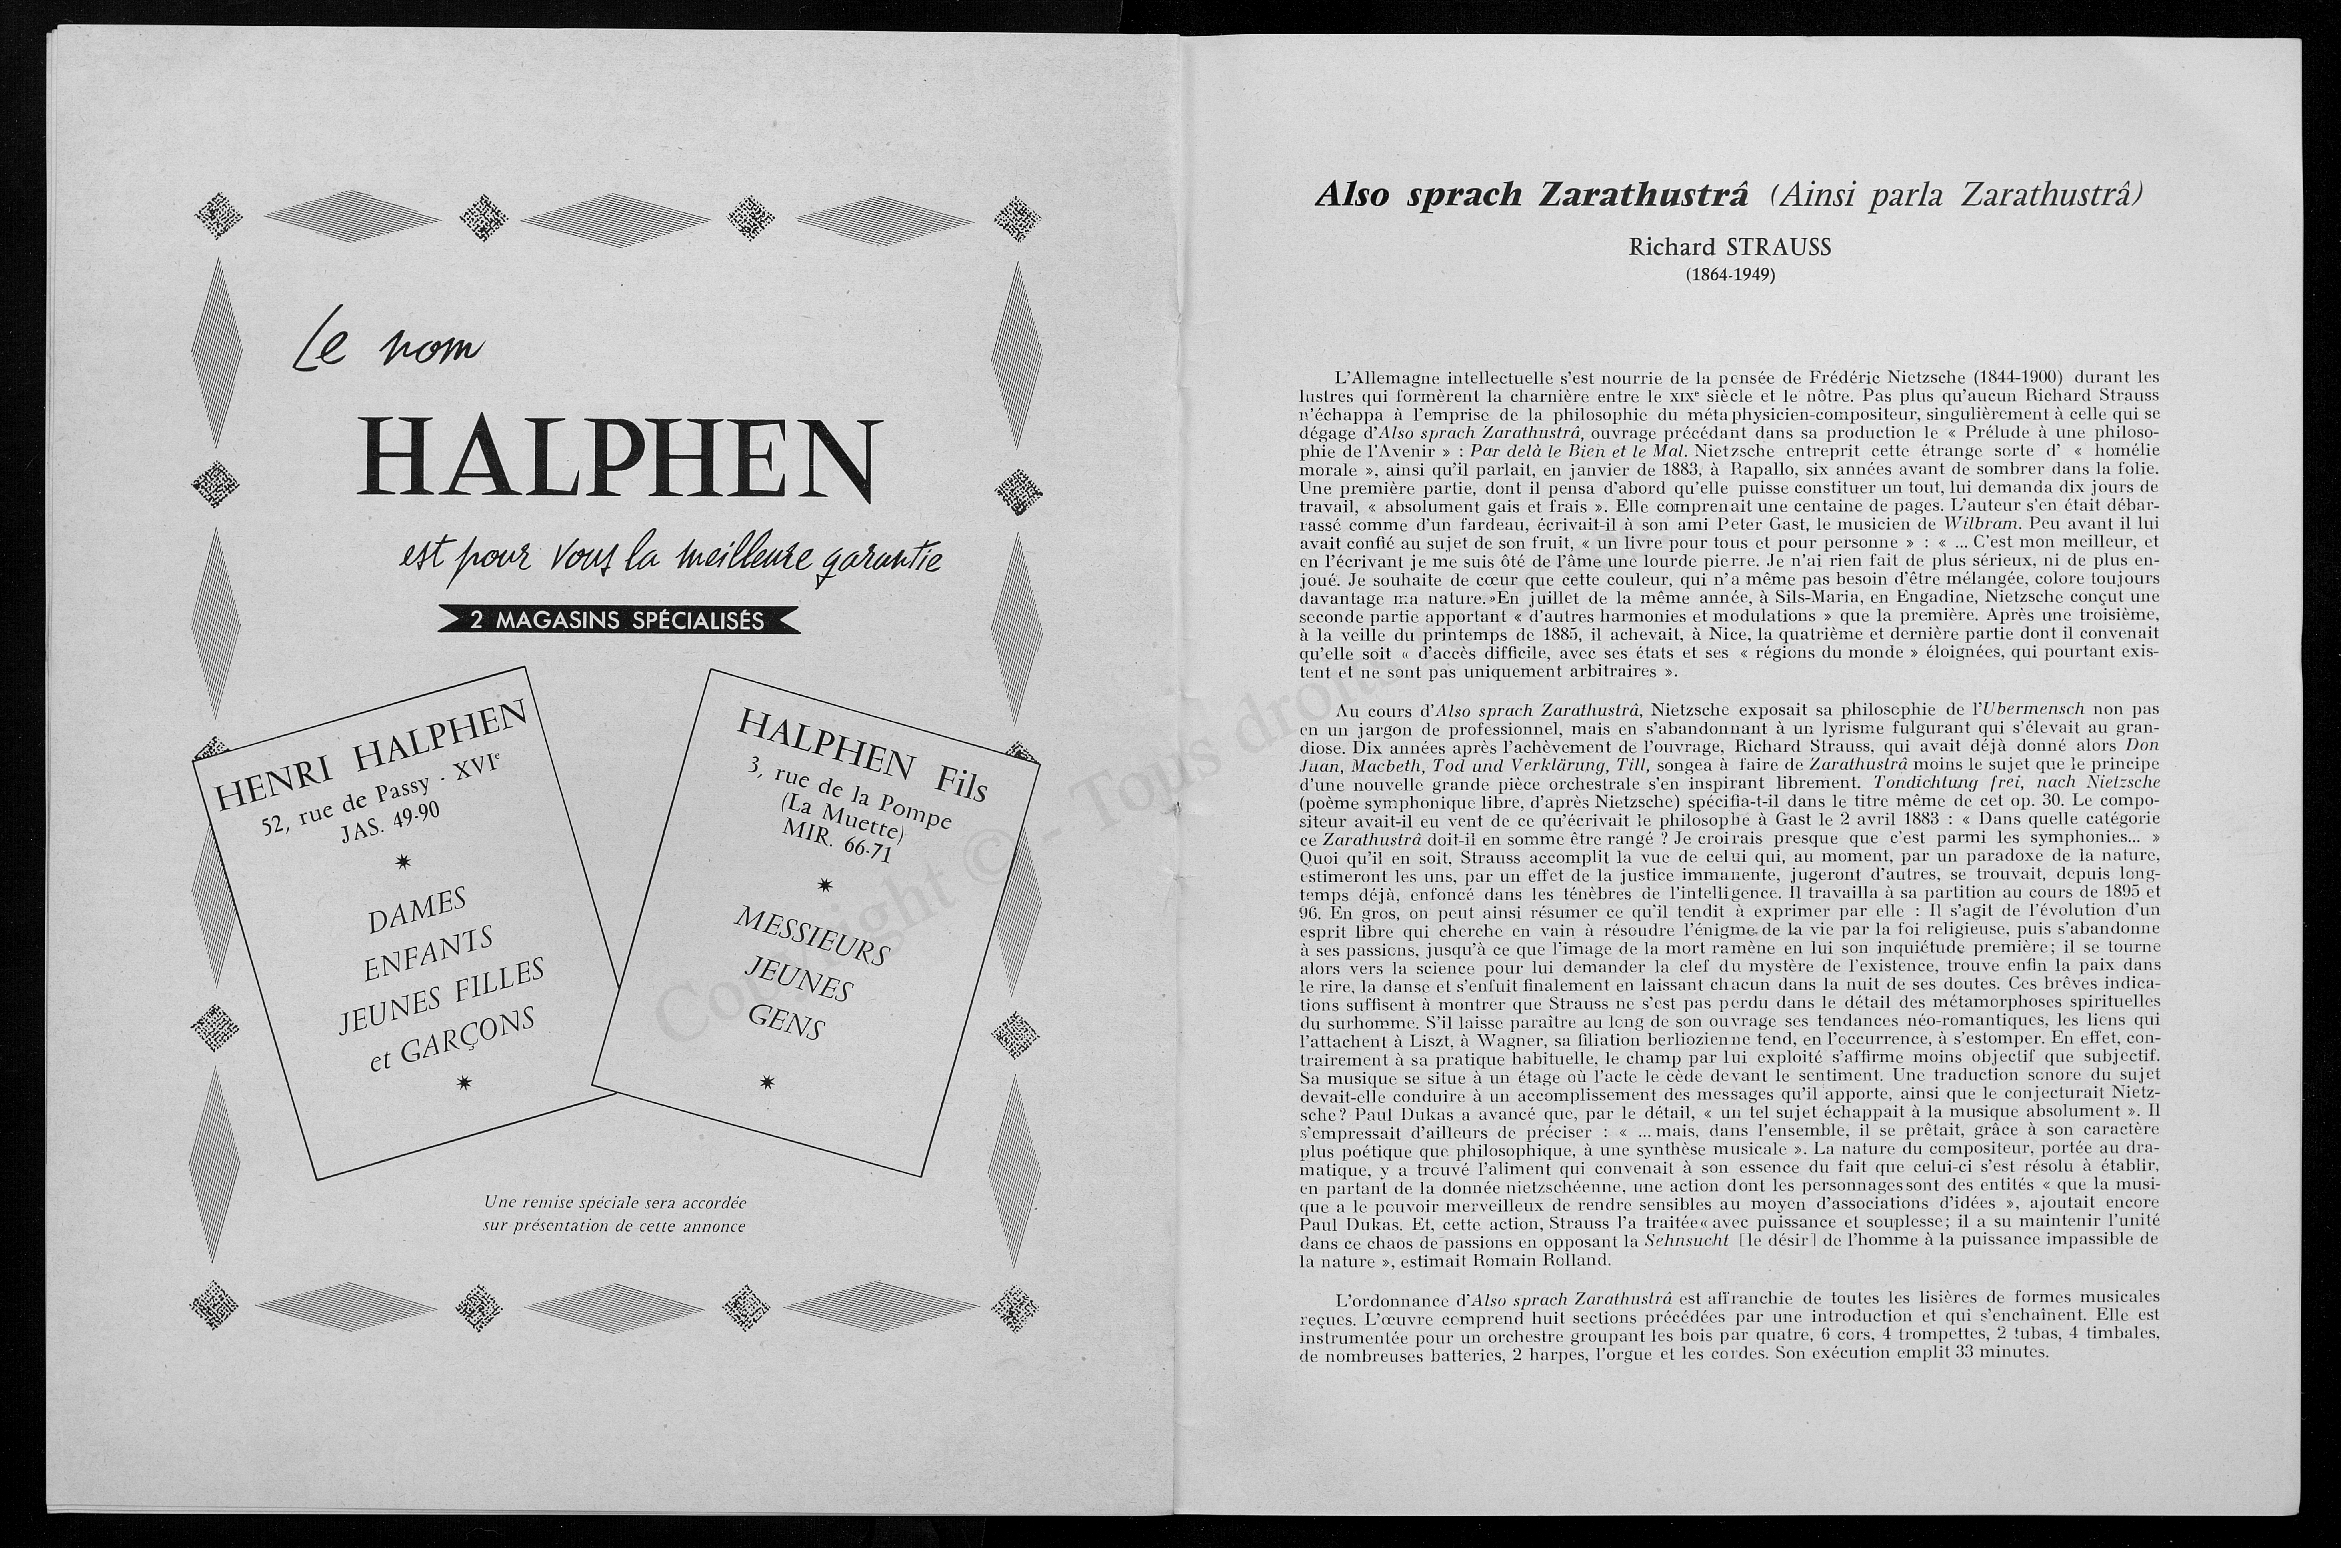 Le nom
HALPHEN
est pour vous la meilleure garantie
2 MAGASINS SPÉCIALISÉS
HENRI HALPHEN
52, rue de Passy - XVIe
JAS. 49-90
DAMES
ENFANTS
JEUNES FILLES
et GARÇONS
HALPHEN Fils
3, rue de la Pompe
(La Muette)
MIR. 66-71
MESSIEURS
JEUNES
GENS
Une remise spéciale sera accordée
sur présentation de cette annonce
Copyright © - Tous droits
Also sprach Zarathustrâ (Ainsi parla Zarathustrâ)
Richard STRAUSS
(1864-1949)
L'Allemagne intellectuelle s'est nourrie de la pensée de Frédéric Nietzsche (1844-1900) durant les
lustres qui formèrent la charnière entre le XIXe siècle et le nôtre. Pas plus qu'aucun Richard Strauss
n'échappa à l'emprise de la philosophie du métaphysicien-compositeur, singulièrement à celle qui se
dégage d'Also sprach Zarathustrâ, ouvrage précédant dans sa production le « Prélude à une philoso-
phie de l'Avenir » : Par delà le Bien et le Mal. Nietzsche entreprit cette étrange sorte d' « homélie
morale », ainsi qu'il parlait, en janvier de 1883, à Rapallo, six années avant de sombrer dans la folie.
Une première partie, dont il pensa d'abord qu'elle puisse constituer un tout, lui demanda dix jours de
travail, « absolument gais et frais ». Elle comprenait une centaine de pages. L'auteur s'en était débar-
rassé comme d'un fardeau, écrivait-il à son ami Peter Gast, le musicien de Wilbram. Peu avant il lui
avait confié au sujet de son fruit, « un livre pour tous et pour personne » : « ... C'est mon meilleur, et
en l'écrivant je me suis ôté de l'âme une lourde pierre. Je n'ai rien fait de plus sérieux, ni de plus en-
joué. Je souhaite de cœur que cette couleur, qui n'a même pas besoin d'être mélangée, colore toujours
davantage ma nature.»En juillet de la même année, à Sils-Maria, en Engadine, Nietzsche conçut une
seconde partie apportant « d'autres harmonies et modulations » que la première. Après une troisième,
à la veille du printemps de 1885, il achevait, à Nice, la quatrième et dernière partie dont il convenait
qu'elle soit « d'accès difficile, avec ses états et ses « régions du monde » éloignées, qui pourtant exis-
tent et ne sont pas uniquement arbitraires ».
Au cours d'Also sprach Zarathustrâ, Nietzsche exposait sa philosophie de l'Ubermensch non pas
en un jargon de professionnel, mais en s'abandonnant à un lyrisme fulgurant qui s'élevait au gran-
diose. Dix années après l'achèvement de l'ouvrage, Richard Strauss, qui avait déjà donné alors Don
Juan, Macbeth, Tod und Verklärung, Till, songea à faire de Zarathustrâ moins le sujet que le principe
d'une nouvelle grande pièce orchestrale s'en inspirant librement. Tondichtung frei, nach Nietzsche
(poème symphonique libre, d'après Nietzsche) spécifia-t-il dans le titre même de cet op. 30. Le compo-
siteur avait-il eu vent de ce qu'écrivait le philosophe à Gast le 2 avril 1883 : « Dans quelle catégorie
ce Zarathustrâ doit-il en somme être rangé ? Je croirais presque que c'est parmi les symphonies... »
Quoi qu'il en soit, Strauss accomplit la vue de celui qui, au moment, par un paradoxe de la nature,
estimeront les uns, par un effet de la justice immanente, jugeront d'autres, se trouvait, depuis long-
temps déjà, enfoncé dans les ténèbres de l'intelligence. Il travailla à sa partition au cours de 1895 et
96. En gros, on peut ainsi résumer ce qu'il tendit à exprimer par elle : Il s'agit de l'évolution d'un
esprit libre qui cherche en vain à résoudre l'énigme de la vie par la foi religieuse, puis s'abandonne
à ses passions, jusqu'à ce que l'image de la mort ramène en lui son inquiétude première; il se tourne
alors vers la science pour lui demander la clef du mystère de l'existence, trouve enfin la paix dans
le rire, la danse et s'enfuit finalement en laissant chacun dans la nuit de ses doutes. Ces brèves indica-
tions suffisent à montrer que Strauss ne s'est pas perdu dans le détail des métamorphoses spirituelles
du surhomme. S'il laisse paraître au long de son ouvrage ses tendances néo-romantiques, les liens qui
l'attachent à Liszt, à Wagner, sa filiation berliozienne tend, en l'occurrence, à s'estomper. En effet, con-
trairement à sa pratique habituelle, le champ par lui exploité s'affirme moins objectif que subjectif.
Sa musique se situe à un étage où l'acte le cède devant le sentiment. Une traduction sonore du sujet
devait-elle conduire à un accomplissement des messages qu'il apporte, ainsi que le conjecturait Nietz-
sche? Paul Dukas a avancé que, par le détail, « un tel sujet échappait à la musique absolument ». Il
s'empressait d'ailleurs de préciser : « ... mais, dans l'ensemble, il se prêtait, grâce à son caractère
plus poétique que philosophique, à une synthèse musicale ». La nature du compositeur, portée au dra-
matique, y a trouvé l'aliment qui convenait à son essence du fait que celui-ci s'est résolu à établir,
en partant de la donnée nietzschéenne, une action dont les personnages sont des entités « que la musi-
que a le pouvoir merveilleux de rendre sensibles au moyen d'associations d'idées », ajoutait encore
Paul Dukas. Et, cette action, Strauss l'a traitée« avec puissance et souplesse; il a su maintenir l'unité
dans ce chaos de passions en opposant la Sehnsucht [le désir] de l'homme à la puissance impassible de
la nature », estimait Romain Rolland.
L'ordonnance d'Also sprach Zarathustrâ est affranchie de toutes les lisières de formes musicales
reçues. L'œuvre comprend huit sections précédées par une introduction et qui s'enchaînent. Elle est
instrumentée pour un orchestre groupant les bois par quatre, 6 cors, 4 trompettes, 2 tubas, 4 timbales,
de nombreuses batteries, 2 harpes, l'orgue et les cordes. Son exécution emplit 33 minutes.